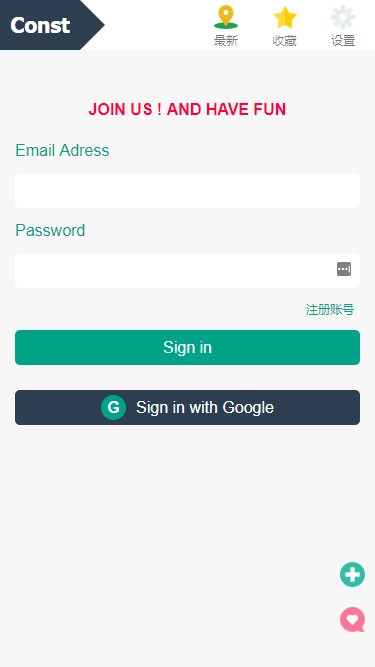 Const
最新
收藏
设置
JOIN US ! AND HAVE FUN
Email Adress
Password
注册账号
Sign in
G Sign in with Google